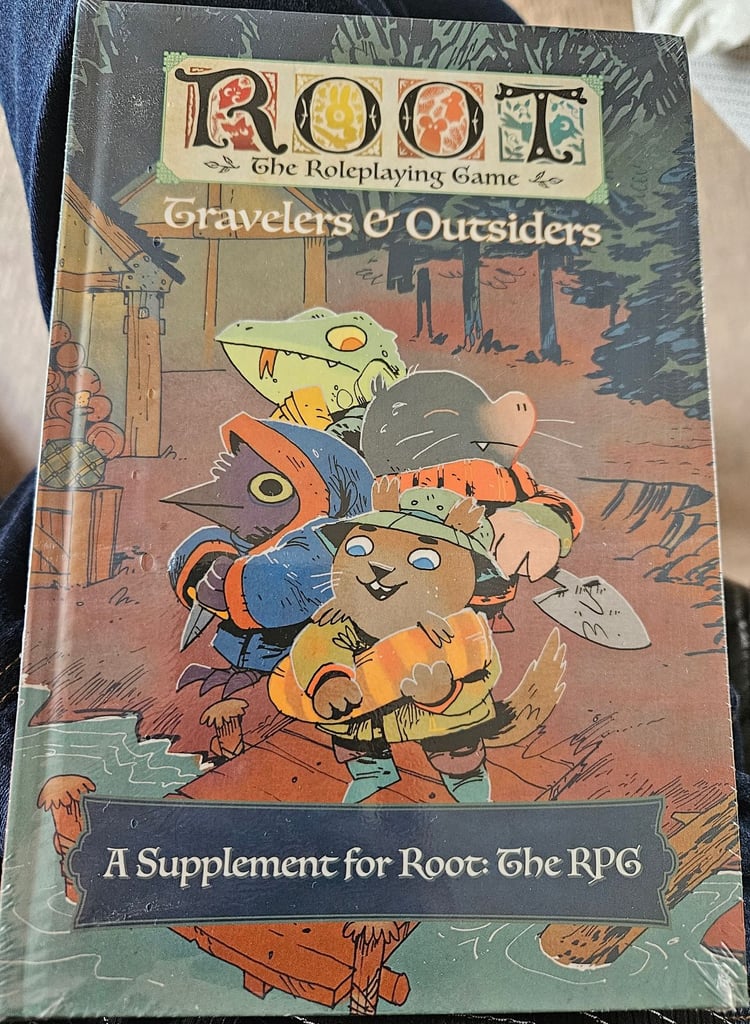 ROOT
The Roleplaying Game
Travelers & Outsiders
A Supplement for Root: The RPG